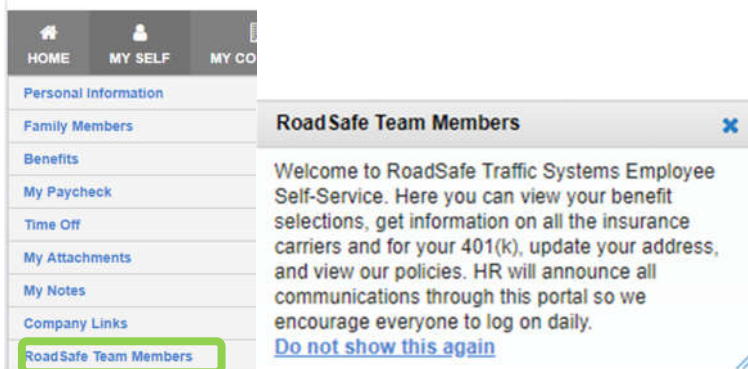 HOME MY SELF MY CO
Personal Information
Family Members
Benefits
My Paycheck
Time Off
My Attachments
My Notes
Company Links
RoadSafe Team Members
RoadSafe Team Members
Welcome to RoadSafe Traffic Systems Employee
Self-Service. Here you can view your benefit
selections, get information on all the insurance
carriers and for your 401(k), update your address,
and view our policies. HR will announce all
communications through this portal so we
encourage everyone to log on daily.
Do not show this again